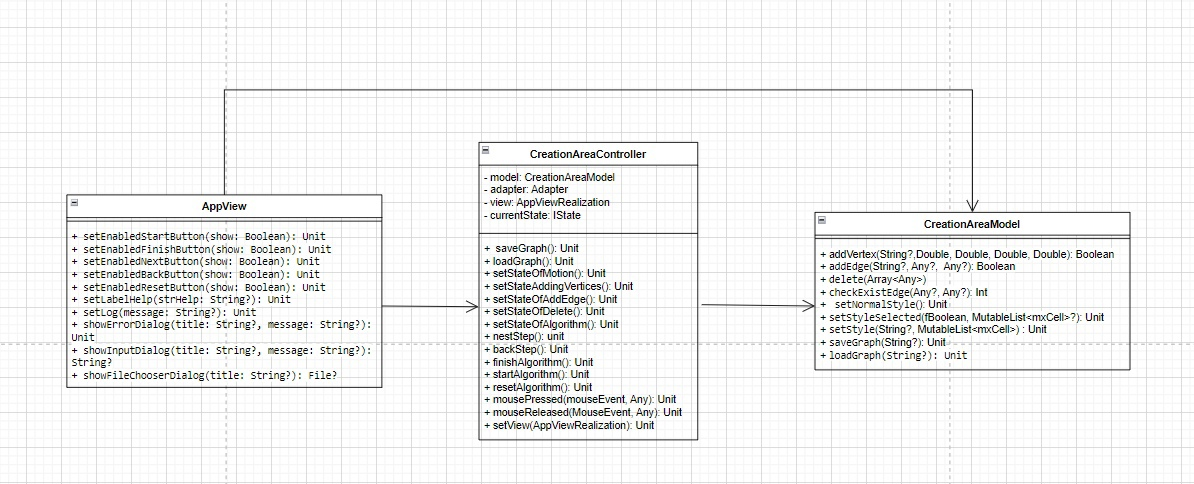 CreationAreaController
- model: CreationAreaModel
- adapter: Adapter
- view: AppViewRealization
- currentState: IState
+ saveGraph(): Unit
+ loadGraph(): Unit
+ setStateOfMotion(): Unit
+ setStateAddingVertices(): Unit
+ setStateOfAddEdge(): Unit
+ setStateOfDelete(): Unit
+ setStateOfAlgorithm(): Unit
+ nestStep(): unit
+ backStep(): Unit
+ finishAlgorithm(): Unit
+ startAlgorithm(): Unit
+ resetAlgorithm(): Unit
+ mousePressed(mouseEvent, Any): Unit
+ mouseReleased(MouseEvent, Any): Unit
+ setView(AppViewRealization): Unit
AppView
+ setEnabledStartButton(show: Boolean): Unit
+ setEnabledFinishButton(show: Boolean): Unit
+ setEnabledNextButton(show: Boolean): Unit
+ setEnabledBackButton(show: Boolean): Unit
+ setEnabledResetButton(show: Boolean): Unit
+ setLabelHelp(strHelp: String?): Unit
+ setLog(message: String?): Unit
+ showErrorDialog(title: String?, message: String?):
Unit
+ showInputDialog(title: String?, message: String?):
String?
+ showFileChooserDialog(title: String?): File?
CreationAreaModel
+ addVertex(String?,Double, Double, Double, Double): Boolean
+ addEdge(String?, Any?, Any?): Boolean
+ delete(Array<Any>)
+ checkExistEdge(Any?, Any?): Int
+ setNormalStyle(): Unit
+ setStyleSelected(fBoolean, MutableList<mxCell>?): Unit
+ setStyle(String?, MutableList<mxCell>) : Unit
+ saveGraph(String?): Unit
+ loadGraph(String?): Unit